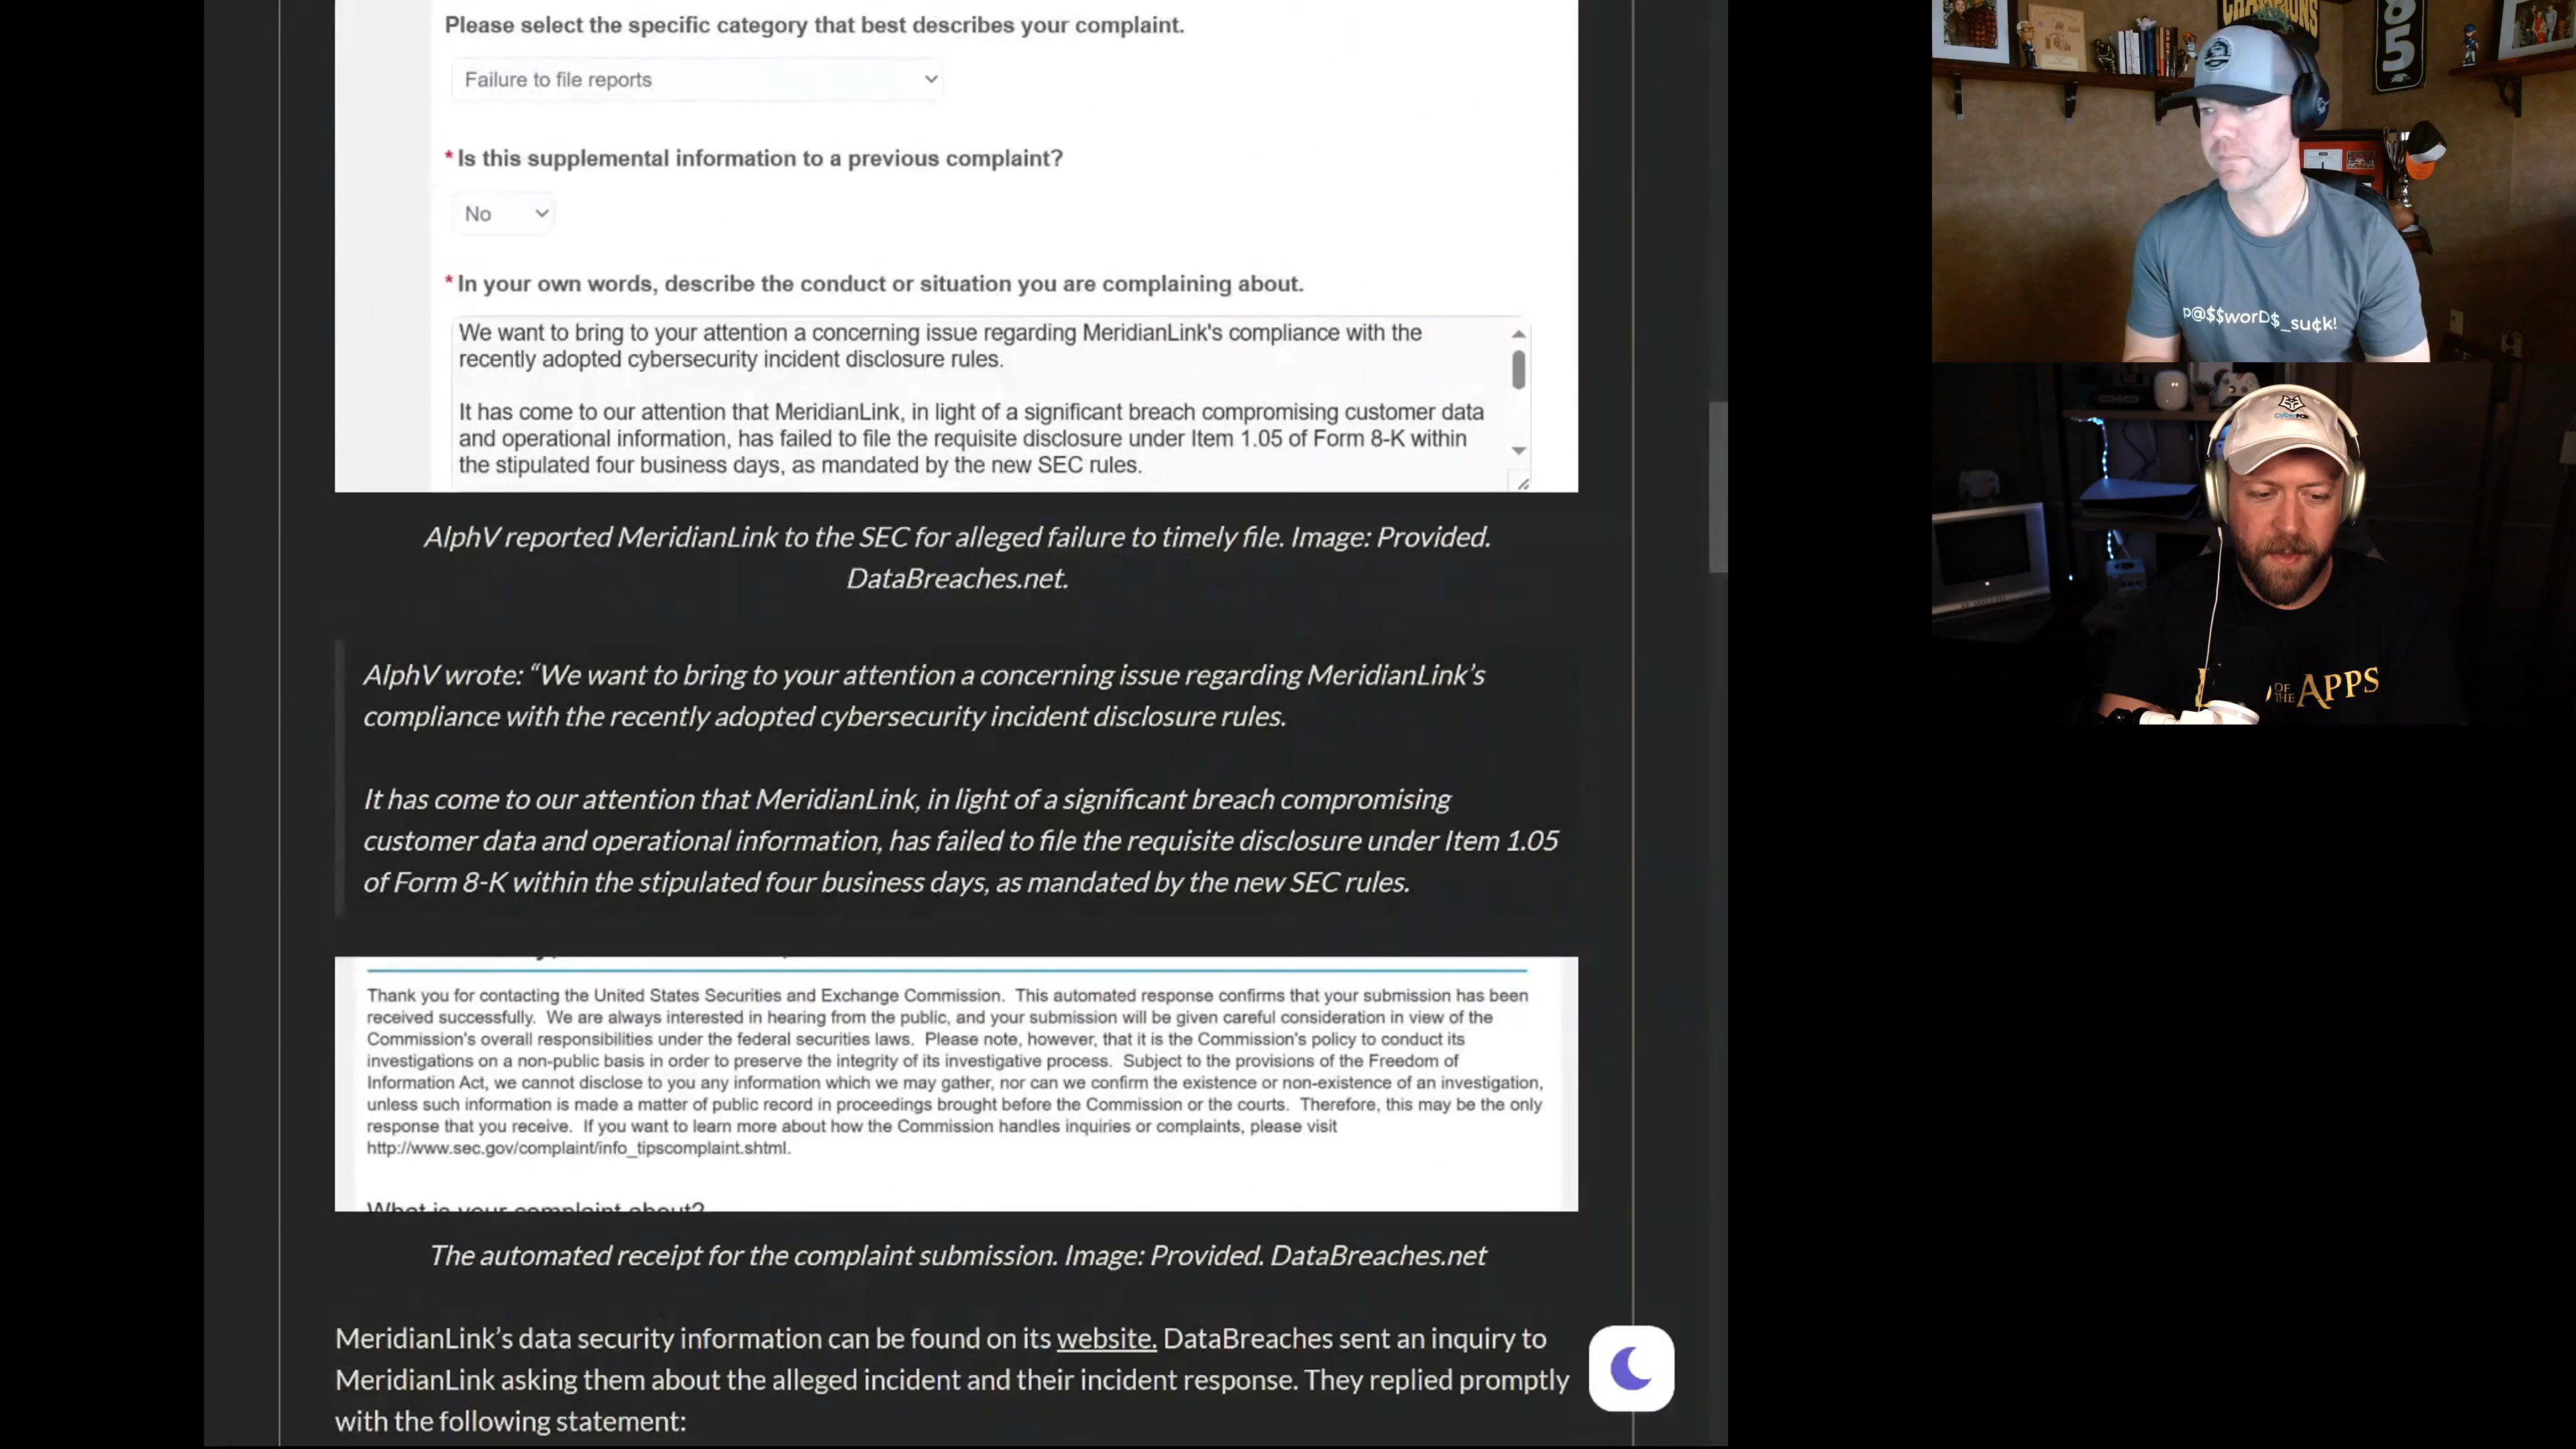 Please select the specific category that best describes your complaint.
Failure to file reports
* Is this supplemental information to a previous complaint?
No
* In your own words, describe the conduct or situation you are complaining about.
We want to bring to your attention a concerning issue regarding MeridianLink's compliance with the
recently adopted cybersecurity incident disclosure rules.
It has come to our attention that MeridianLink, in light of a significant breach compromising customer data
and operational information, has failed to file the requisite disclosure under Item 1.05 of Form 8-K within
the stipulated four business days, as mandated by the new SEC rules.
AlphV reported MeridianLink to the SEC for alleged failure to timely file. Image: Provided.
DataBreaches.net.
AlphV wrote: “We want to bring to your attention a concerning issue regarding MeridianLink’s
compliance with the recently adopted cybersecurity incident disclosure rules.
It has come to our attention that MeridianLink, in light of a significant breach compromising
customer data and operational information, has failed to file the requisite disclosure under Item 1.05
of Form 8-K within the stipulated four business days, as mandated by the new SEC rules.
Thank you for contacting the United States Securities and Exchange Commission. This automated response confirms that your submission has been
received successfully. We are always interested in hearing from the public, and your submission will be given careful consideration in view of the
Commission's overall responsibilities under the federal securities laws. Please note, however, that it is the Commission's policy to conduct its
investigations on a non-public basis in order to preserve the integrity of its investigative process. Subject to the provisions of the Freedom of
Information Act, we cannot disclose to you any information which we may gather, nor can we confirm the existence or non-existence of an investigation,
unless such information is made a matter of public record in proceedings brought before the Commission or the courts. Therefore, this may be the only
response that you receive. If you want to learn more about how the Commission handles inquiries or complaints, please visit
http://www.sec.gov/complaint/info_tipscomplaint.shtml.
What is your complaint about?
The automated receipt for the complaint submission. Image: Provided. DataBreaches.net
MeridianLink’s data security information can be found on its website. DataBreaches sent an inquiry to
MeridianLink asking them about the alleged incident and their incident response. They replied promptly
with the following statement:
CHAMPIONS
85
p@$$worD$_su¢k!
OF THE APPS